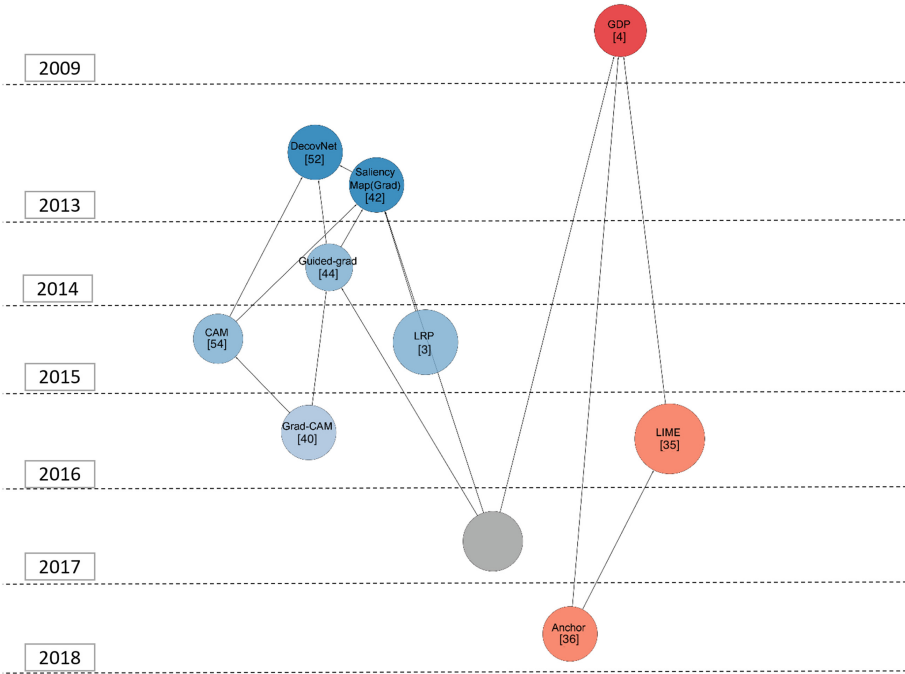 GDP
[4]
2009
DecovNet
[52]
Saliency
Map(Grad)
[42]
2013
Guided-grad
[44]
2014
CAM
[54]
LRP
[3]
2015
Grad-CAM
[40]
LIME
[35]
2016
2017
Anchor
[36]
2018